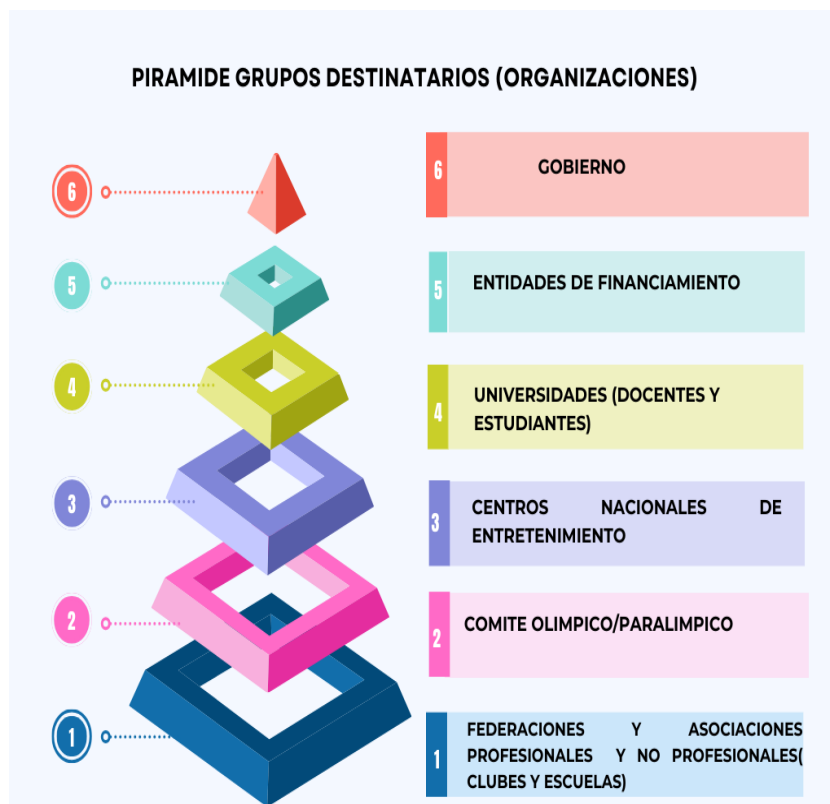 PIRAMIDE GRUPOS DESTINATARIOS (ORGANIZACIONES)
6
6
GOBIERNO
5
5
ENTIDADES DE FINANCIAMIENTO
4
4
UNIVERSIDADES (DOCENTES Y
ESTUDIANTES)
3
3
CENTROS NACIONALES DE
ENTRETENIMIENTO
2
2
COMITE OLIMPICO/PARALIMPICO
1
1
FEDERACIONES Y ASOCIACIONES
PROFESIONALES Y NO PROFESIONALES(
CLUBES Y ESCUELAS)